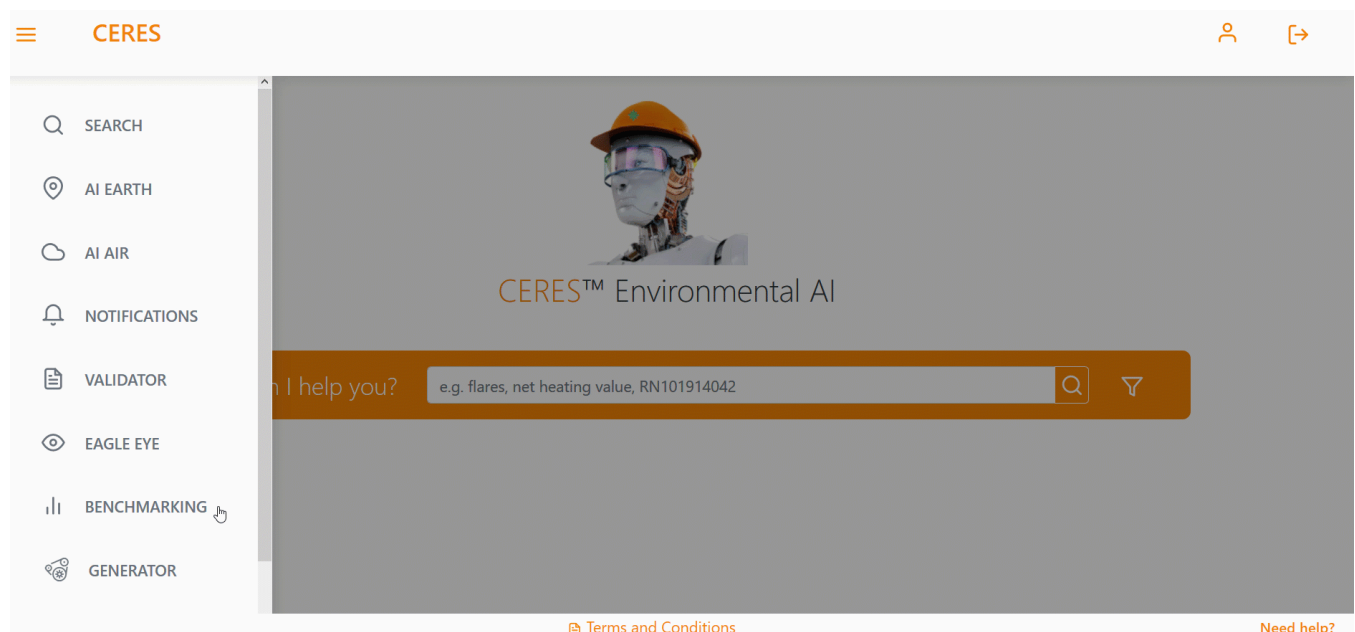 CERES
SEARCH
AI EARTH
AI AIR
NOTIFICATIONS
VALIDATOR
EAGLE EYE
BENCHMARKING
GENERATOR
CERES™ Environmental AI
I help you?
e.g. flares, net heating value, RN101914042
Terms and Conditions
Need help?